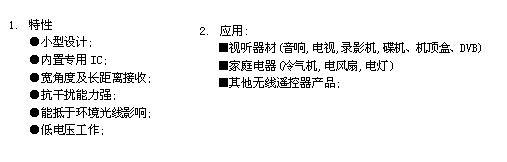 1. 特性
●小型设计;
●内置专用IC;
●宽角度及长距离接收;
●抗干扰能力强;
●能抵于环境光线影响;
●低电压工作;
2. 应用:
■视听器材(音响,电视,录影机,碟机、机顶盒、DVB)
■家庭电器(冷气机,电风扇,电灯)
■其他无线遥控器产品;